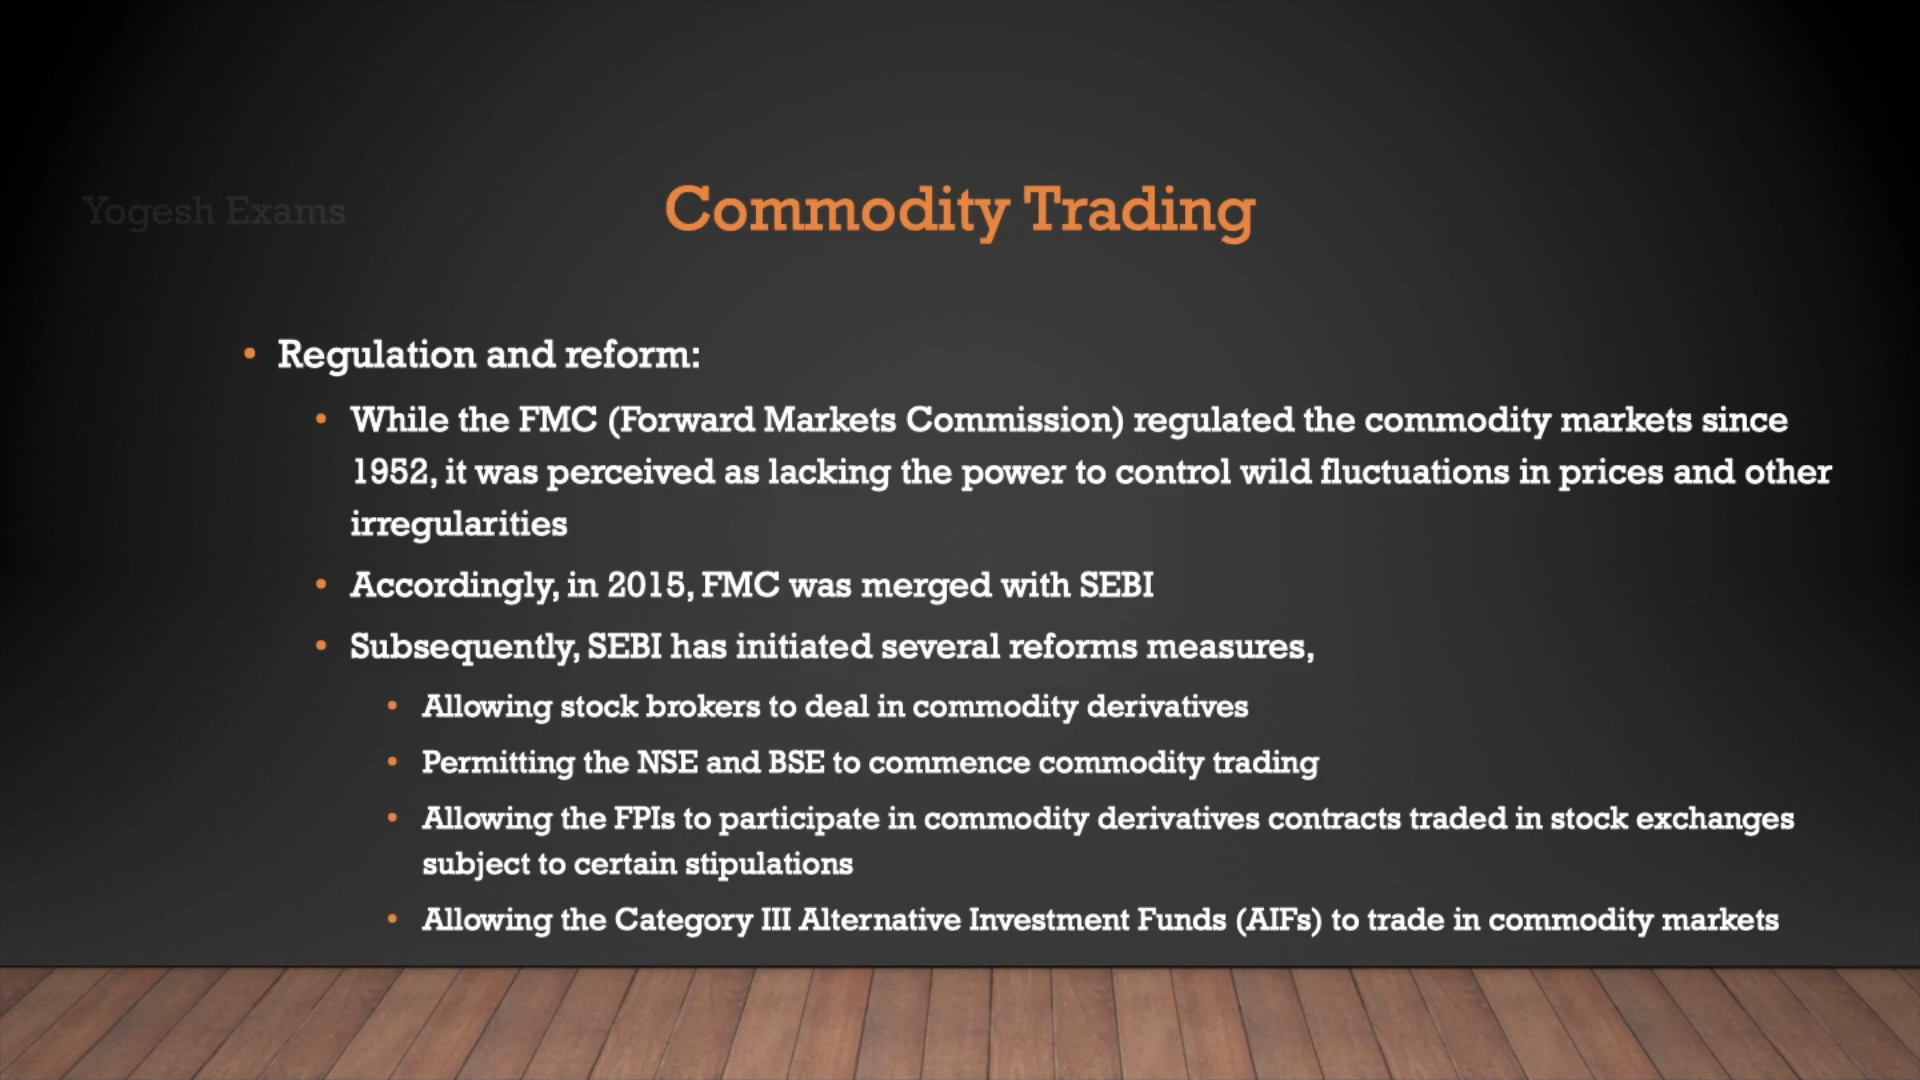 Yogesh Exams
Commodity Trading
• Regulation and reform:
• While the FMC (Forward Markets Commission) regulated the commodity markets since
1952, it was perceived as lacking the power to control wild fluctuations in prices and other
irregularities
• Accordingly, in 2015, FMC was merged with SEBI
• Subsequently, SEBI has initiated several reforms measures,
• Allowing stock brokers to deal in commodity derivatives
• Permitting the NSE and BSE to commence commodity trading
• Allowing the FPIs to participate in commodity derivatives contracts traded in stock exchanges
subject to certain stipulations
• Allowing the Category III Alternative Investment Funds (AIFs) to trade in commodity markets